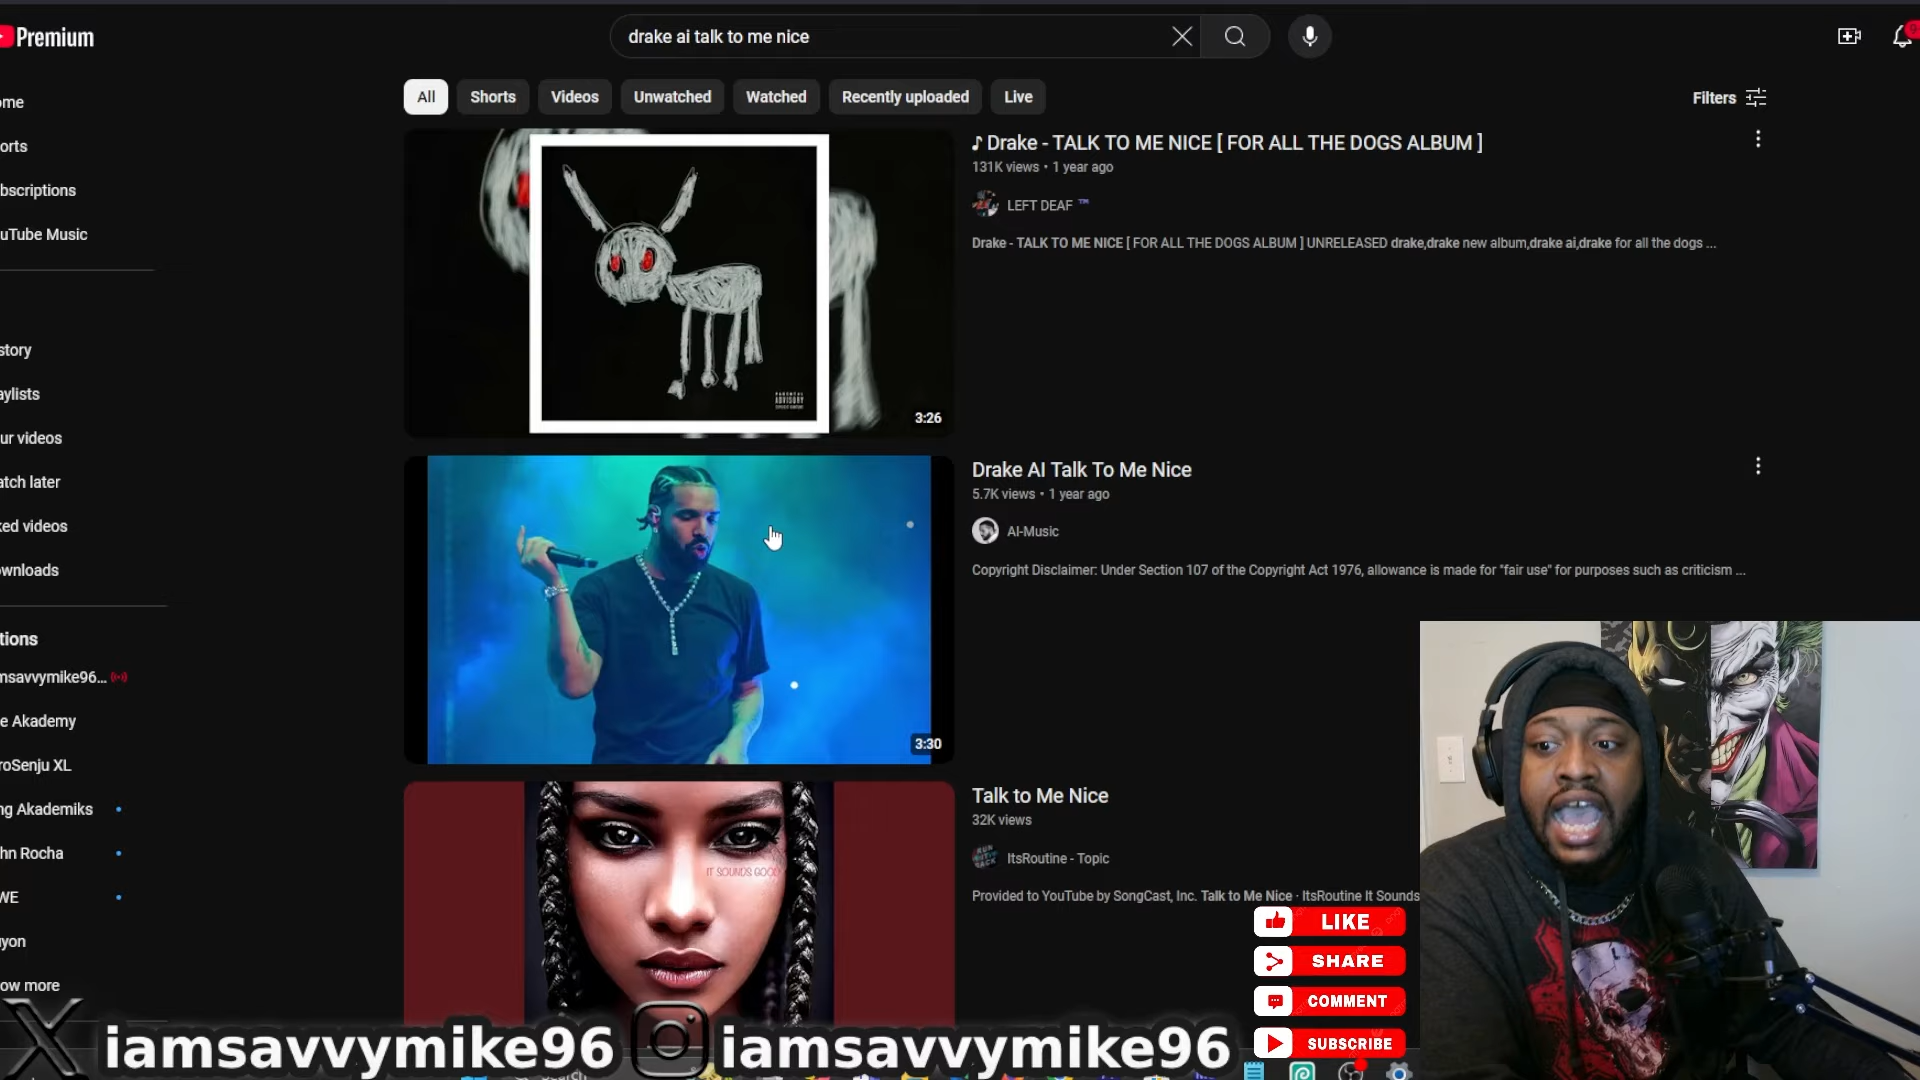 Premium
drake ai talk to me nice
All
Shorts
Videos
Unwatched
Watched
Recently uploaded
Live
Filters
ome
orts
bscriptions
uTube Music
story
aylists
ur videos
atch later
ked videos
wnloads
tions
msavvymike96...
e Akademy
roSenju XL
ng Akademiks
hn Rocha
WE
yon
ow more
♪ Drake - TALK TO ME NICE [ FOR ALL THE DOGS ALBUM ]
131K views • 1 year ago
LEFT DEAF ™
Drake - TALK TO ME NICE [ FOR ALL THE DOGS ALBUM ] UNRELEASED drake,drake new album,drake ai,drake for all the dogs ...
PARENTAL
ADVISORY
3:26
Drake AI Talk To Me Nice
5.7K views • 1 year ago
AI-Music
Copyright Disclaimer: Under Section 107 of the Copyright Act 1976, allowance is made for "fair use" for purposes such as criticism ...
3:30
Talk to Me Nice
32K views
ItsRoutine - Topic
Provided to YouTube by SongCast, Inc. Talk to Me Nice · ItsRoutine It Sounds
IT SOUNDS GOOD
LIKE
SHARE
COMMENT
SUBSCRIBE
iamsavvymike96
iamsavvymike96